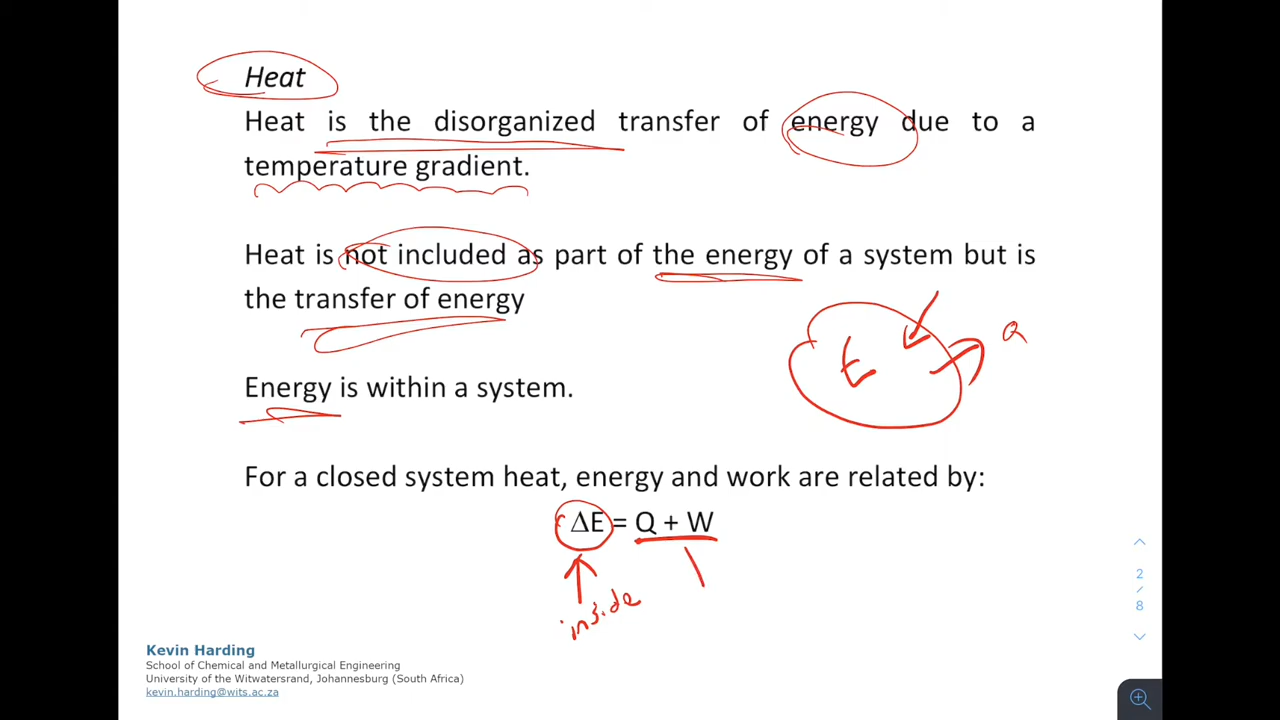 Heat
Heat is the disorganized transfer of energy due to a
temperature gradient.
Heat is not included as part of the energy of a system but is
the transfer of energy
E
Q
Energy is within a system.
For a closed system heat, energy and work are related by:
ΔE = Q + W
inside
Kevin Harding
School of Chemical and Metallurgical Engineering
University of the Witwatersrand, Johannesburg (South Africa)
kevin.harding@wits.ac.za
2
/
8